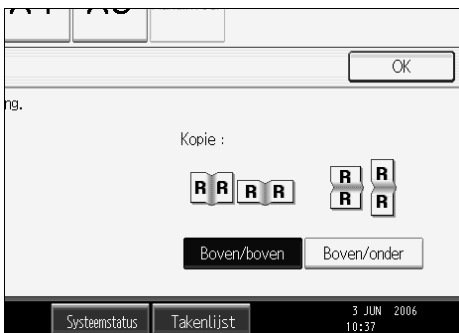 OK
ng.
Kopie :
R R R R
R R
R R
Boven/boven Boven/onder
Systeemstatus Takenlijst 3 JUN 2006
10:37